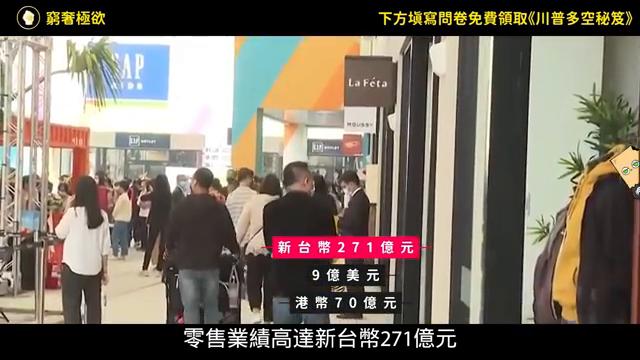 窮奢極欲
下方填寫問卷免費領取《川普多空秘笈》
GAP
KIDS
La Féta
MOUSSY
GAP OUTLET
新台幣271億元
9億美元
港幣70億元
零售業績高達新台幣271億元